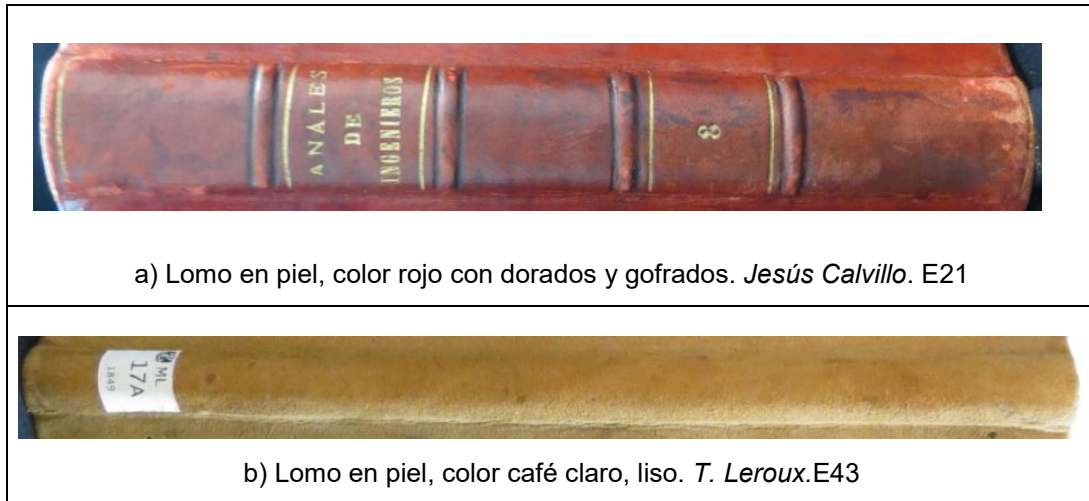 ANALES
DE
INGENIEROS
8
a) Lomo en piel, color rojo con dorados y gofrados. Jesús Calvillo. E21
ML
17A
1849
b) Lomo en piel, color café claro, liso. T. Leroux.E43